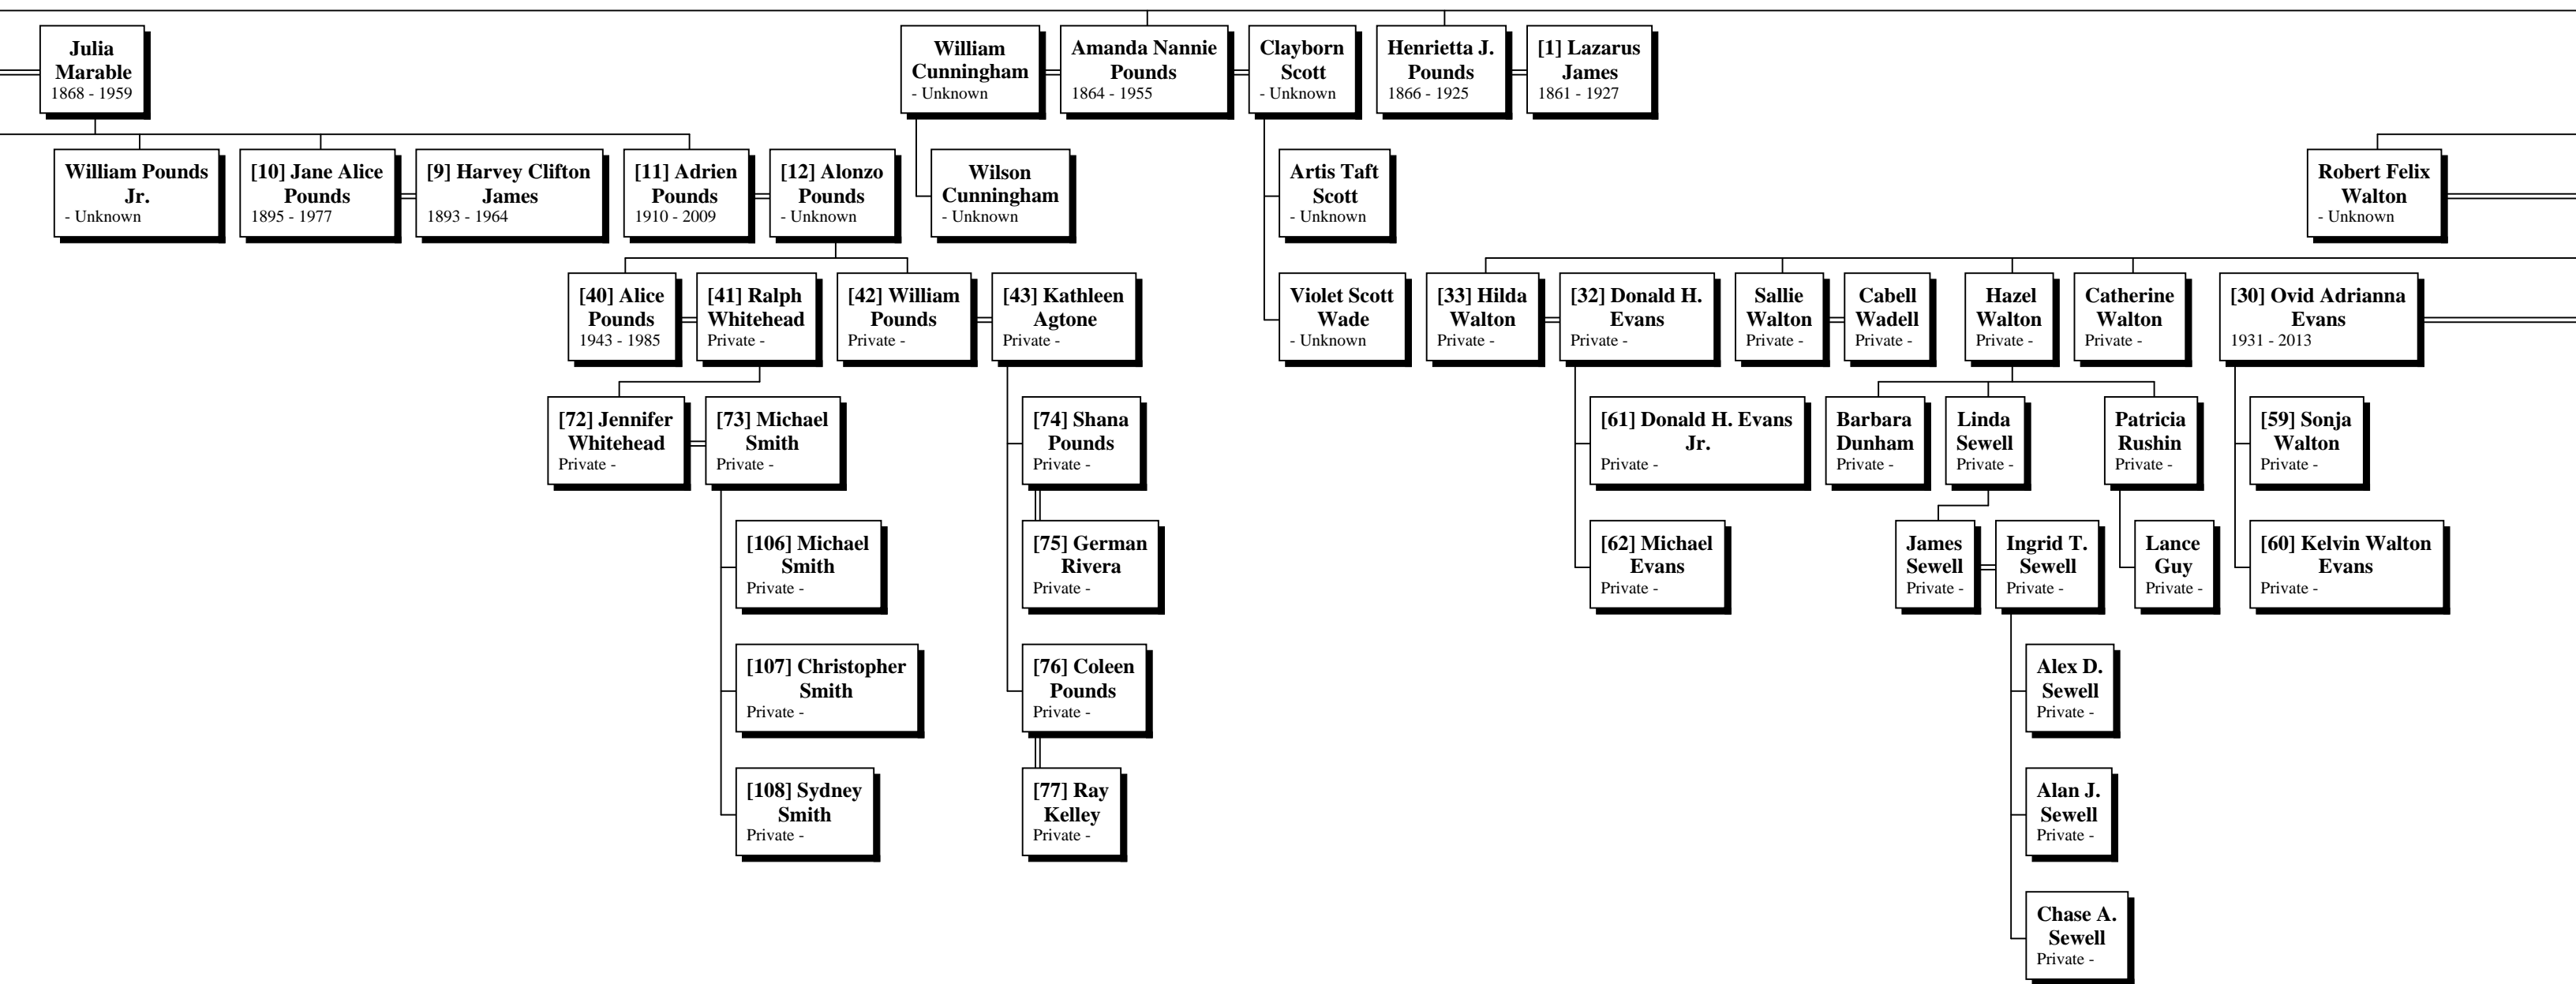 Julia
Marable
1868 - 1959
William
Cunningham
- Unknown
Amanda Nannie
Pounds
1864 - 1955
Clayborn
Scott
- Unknown
Henrietta J.
Pounds
1866 - 1925
[1] Lazarus
James
1861 - 1927
William Pounds
Jr.
- Unknown
[10] Jane Alice
Pounds
1895 - 1977
[9] Harvey Clifton
James
1893 - 1964
[11] Adrien
Pounds
1910 - 2009
[12] Alonzo
Pounds
- Unknown
Wilson
Cunningham
- Unknown
Artis Taft
Scott
- Unknown
Robert Felix
Walton
- Unknown
[40] Alice
Pounds
1943 - 1985
[41] Ralph
Whitehead
Private -
[42] William
Pounds
Private -
[43] Kathleen
Agtone
Private -
Violet Scott
Wade
- Unknown
[33] Hilda
Walton
Private -
[32] Donald H.
Evans
Private -
Sallie
Walton
Private -
Cabell
Wadell
Private -
Hazel
Walton
Private -
Catherine
Walton
Private -
[30] Ovid Adrianna
Evans
1931 - 2013
[72] Jennifer
Whitehead
Private -
[73] Michael
Smith
Private -
[74] Shana
Pounds
Private -
[61] Donald H. Evans
Jr.
Private -
Barbara
Dunham
Private -
Linda
Sewell
Private -
Patricia
Rushin
Private -
[59] Sonja
Walton
Private -
[106] Michael
Smith
Private -
[75] German
Rivera
Private -
[62] Michael
Evans
Private -
James
Sewell
Private -
Ingrid T.
Sewell
Private -
Lance
Guy
Private -
[60] Kelvin Walton
Evans
Private -
[107] Christopher
Smith
Private -
[76] Coleen
Pounds
Private -
Alex D.
Sewell
Private -
[108] Sydney
Smith
Private -
[77] Ray
Kelley
Private -
Alan J.
Sewell
Private -
Chase A.
Sewell
Private -